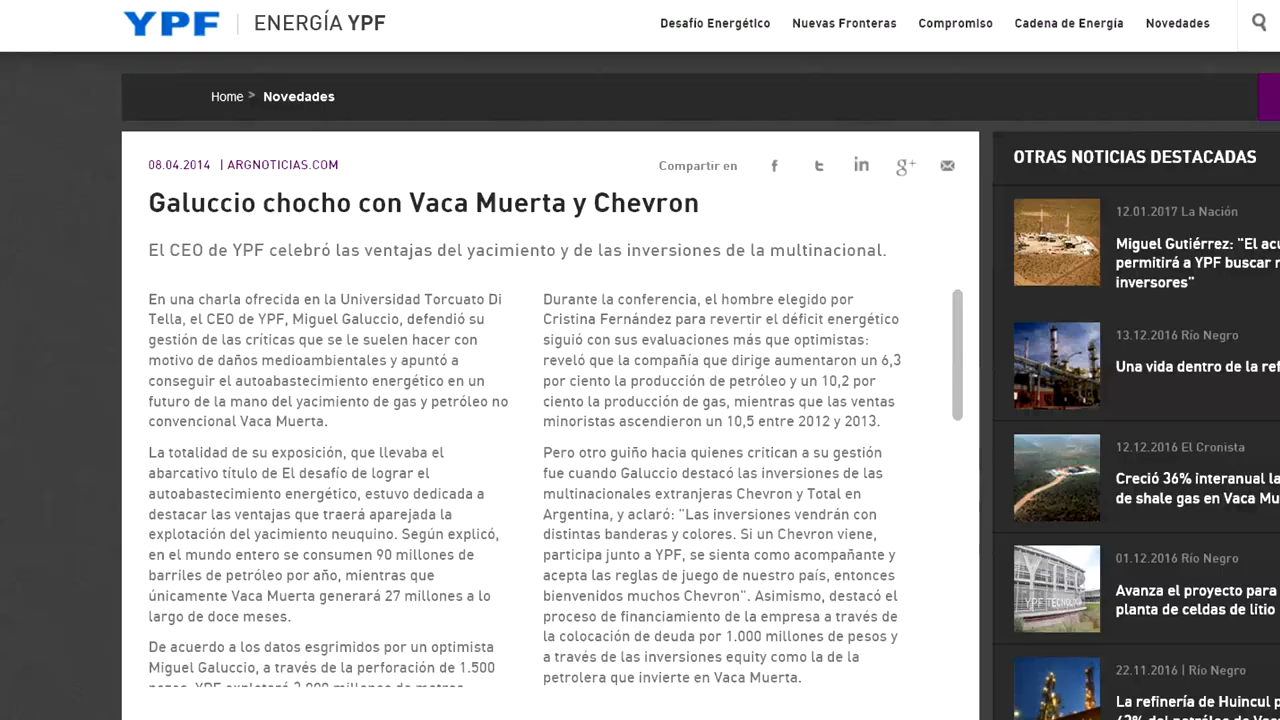 YPF ENERGÍA YPF
Desafío Energético Nuevas Fronteras Compromiso Cadena de Energía Novedades
Home > Novedades
08.04.2014 | ARGNOTICIAS.COM
Compartir en
Galuccio chocho con Vaca Muerta y Chevron
El CEO de YPF celebró las ventajas del yacimiento y de las inversiones de la multinacional.
En una charla ofrecida en la Universidad Torcuato Di
Tella, el CEO de YPF, Miguel Galuccio, defendió su
gestión de las críticas que se le suelen hacer con
motivo de daños medioambientales y apuntó a
conseguir el autoabastecimiento energético en un
futuro de la mano del yacimiento de gas y petróleo no
convencional Vaca Muerta.
La totalidad de su exposición, que llevaba el
abarcativo título de El desafío de lograr el
autoabastecimiento energético, estuvo dedicada a
destacar las ventajas que traerá aparejada la
explotación del yacimiento neuquino. Según explicó,
en el mundo entero se consumen 90 millones de
barriles de petróleo por año, mientras que
únicamente Vaca Muerta generará 27 millones a lo
largo de doce meses.
De acuerdo a los datos esgrimidos por un optimista
Miguel Galuccio, a través de la perforación de 1.500
Durante la conferencia, el hombre elegido por
Cristina Fernández para revertir el déficit energético
siguió con sus evaluaciones más que optimistas:
reveló que la compañía que dirige aumentaron un 6,3
por ciento la producción de petróleo y un 10,2 por
ciento la producción de gas, mientras que las ventas
minoristas ascendieron un 10,5 entre 2012 y 2013.
Pero otro guiño hacia quienes critican a su gestión
fue cuando Galuccio destacó las inversiones de las
multinacionales extranjeras Chevron y Total en
Argentina, y aclaró: "Las inversiones vendrán con
distintas banderas y colores. Si un Chevron viene,
participa junto a YPF, se sienta como acompañante y
acepta las reglas de juego de nuestro país, entonces
bienvenidos muchos Chevron". Asimismo, destacó el
proceso de financiamiento de la empresa a través de
la colocación de deuda por 1.000 millones de pesos y
a través de las inversiones equity como la de la
petrolera que invierte en Vaca Muerta.
OTRAS NOTICIAS DESTACADAS
12.01.2017 La Nación
Miguel Gutiérrez: "El acu
permitirá a YPF buscar
inversores"
13.12.2016 Río Negro
Una vida dentro de la ref
12.12.2016 El Cronista
Creció 36% interanual la
de shale gas en Vaca Mu
01.12.2016 Río Negro
Avanza el proyecto para
planta de celdas de litio
YPF TECNOLOGÍA
22.11.2016 | Río Negro
La refinería de Huincul p